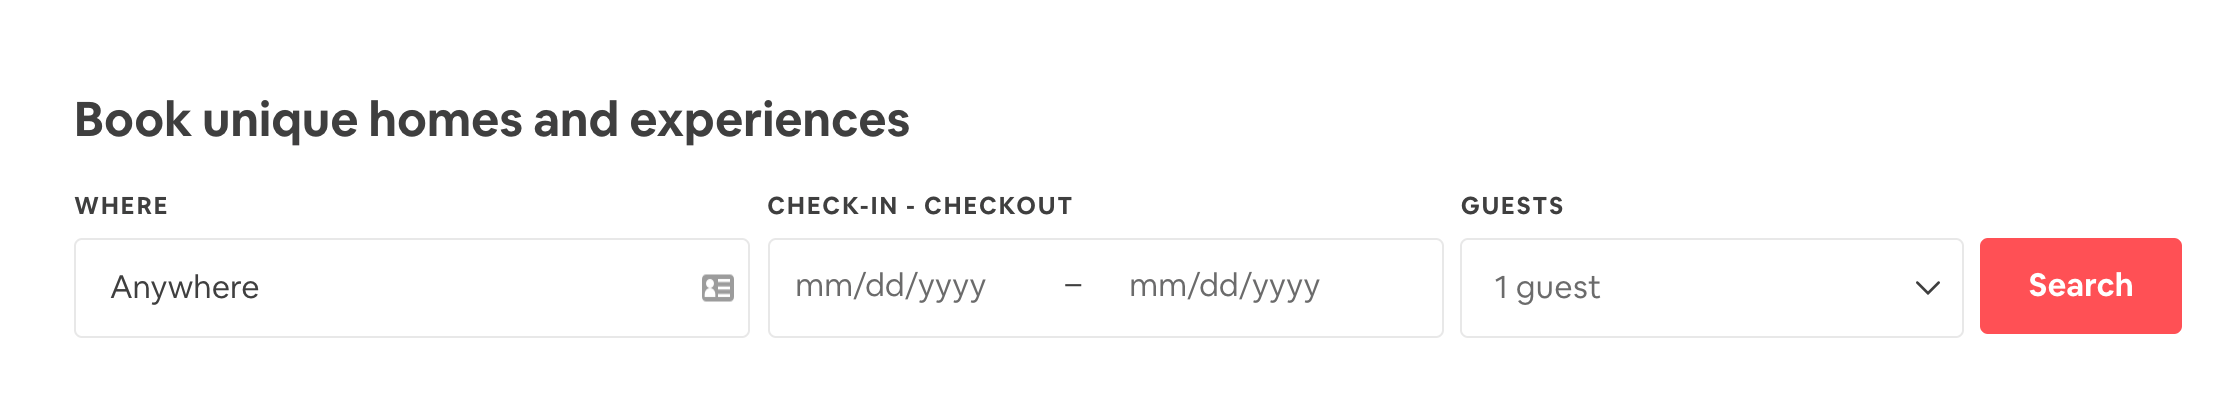 Book unique homes and experiences
WHERE
CHECK-IN - CHECKOUT
GUESTS
Anywhere
mm/dd/yyyy – mm/dd/yyyy
1 guest
Search